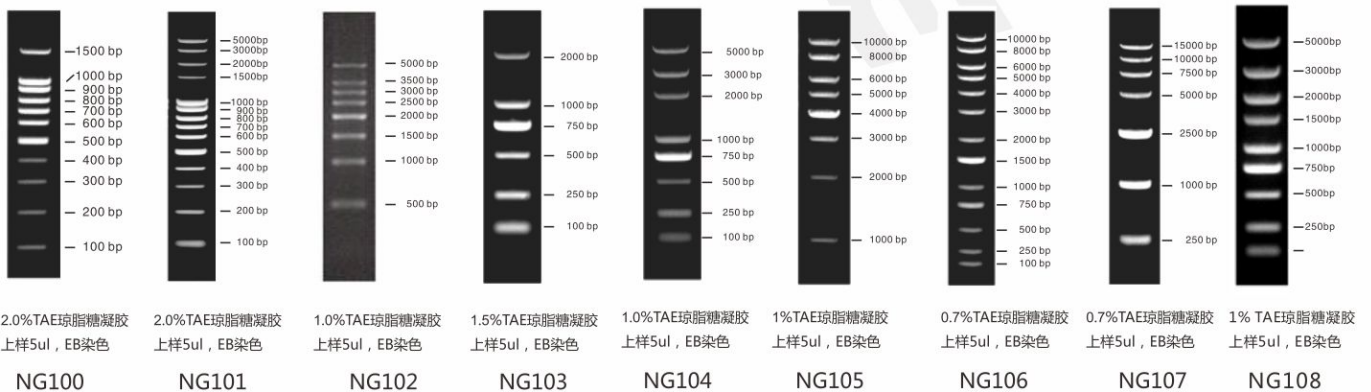 1500 bp
1000 bp
900 bp
800 bp
700 bp
600 bp
500 bp
400 bp
300 bp
200 bp
100 bp
2.0%TAE琼脂糖凝胶
上样5ul，EB染色
NG100
5000bp
3000bp
2000bp
1500bp
1000 bp
900 bp
800 bp
700 bp
600 bp
500 bp
400 bp
300 bp
200 bp
100 bp
2.0%TAE琼脂糖凝胶
上样5ul，EB染色
NG101
5000 bp
3500 bp
3000 bp
2500 bp
2000 bp
1500 bp
1000 bp
500 bp
1.0%TAE琼脂糖凝胶
上样5ul，EB染色
NG102
2000 bp
1000 bp
750 bp
500 bp
250 bp
100 bp
1.5%TAE琼脂糖凝胶
上样5ul，EB染色
NG103
5000 bp
3000 bp
2000 bp
1000 bp
750 bp
500 bp
250 bp
100 bp
1.0%TAE琼脂糖凝胶
上样5ul，EB染色
NG104
10000 bp
8000 bp
6000 bp
5000 bp
4000 bp
3000 bp
2000 bp
1000 bp
1%TAE琼脂糖凝胶
上样5ul，EB染色
NG105
10000 bp
8000 bp
6000 bp
5000 bp
4000 bp
3000 bp
2000 bp
1500 bp
1000 bp
750 bp
500 bp
250 bp
100 bp
0.7%TAE琼脂糖凝胶
上样5ul，EB染色
NG106
15000 bp
10000 bp
7500 bp
5000 bp
2500 bp
1000 bp
250 bp
0.7%TAE琼脂糖凝胶
上样5ul，EB染色
NG107
5000bp
3000bp
2000bp
1500bp
1000bp
750bp
500bp
250bp
1% TAE琼脂糖凝胶
上样5ul，EB染色
NG108